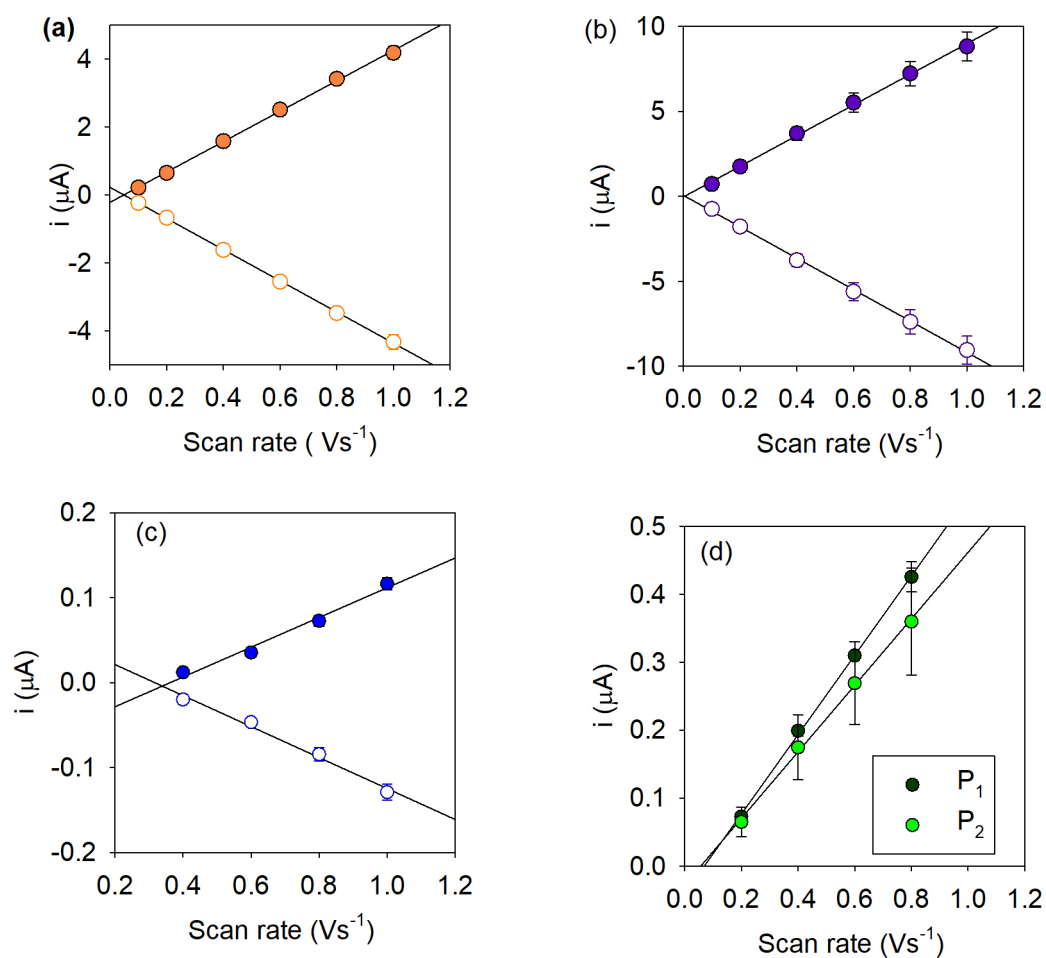 (a)
4
2
0
-2
-4
i (µA)
0.0 0.2 0.4 0.6 0.8 1.0 1.2
Scan rate ( Vs⁻¹)
(b)
10
5
0
-5
-10
i (µA)
0.0 0.2 0.4 0.6 0.8 1.0 1.2
Scan rate (Vs⁻¹)
(c)
0.2
0.1
0.0
-0.1
-0.2
i (µA)
0.2 0.4 0.6 0.8 1.0 1.2
Scan rate (Vs⁻¹)
(d)
0.5
0.4
0.3
0.2
0.1
0.0
i (µA)
P₁
P₂
0.0 0.2 0.4 0.6 0.8 1.0 1.2
Scan rate (Vs⁻¹)